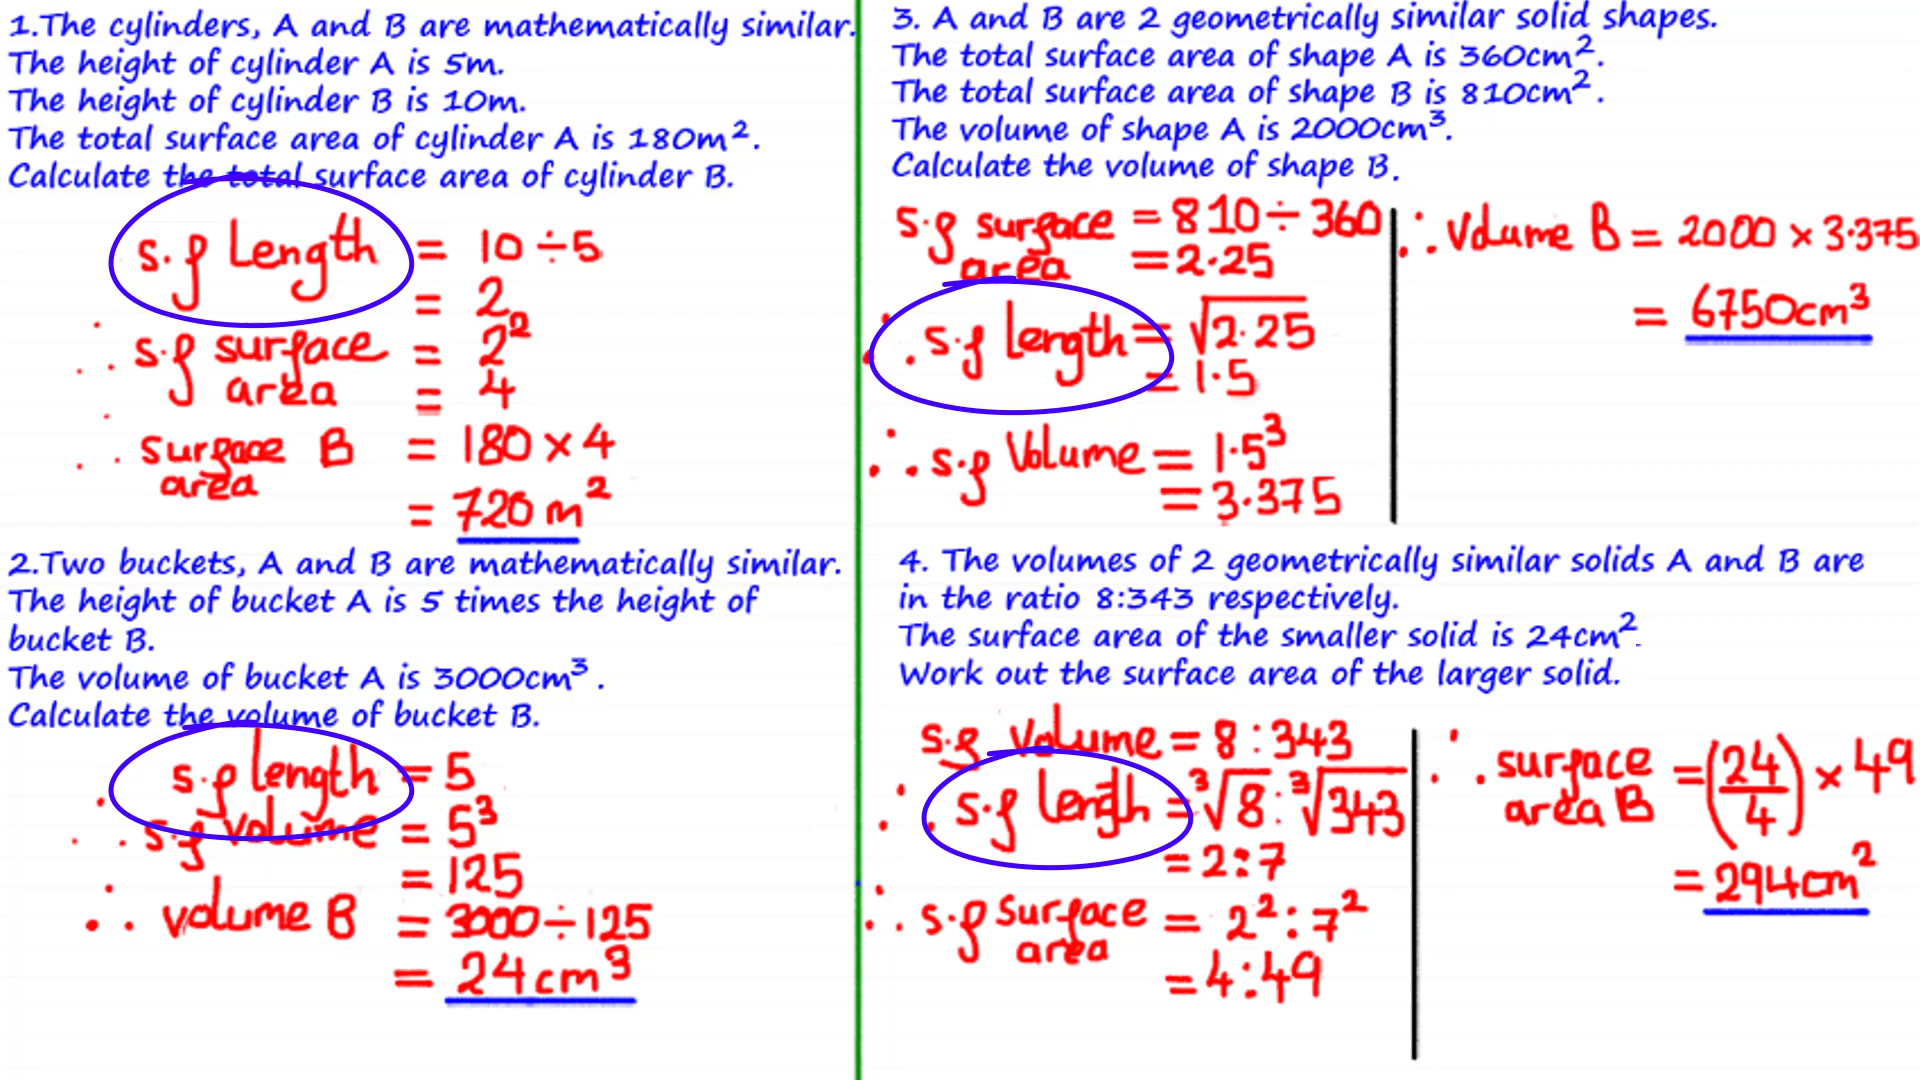 1.The cylinders, A and B are mathematically similar.
The height of cylinder A is 5m.
The height of cylinder B is 10m.
The total surface area of cylinder A is 180m².
Calculate the total surface area of cylinder B.
s.f Length = 10÷5
= 2
∴ s.f surface area = 2²
= 4
∴ surface area B = 180 × 4
= 720m²
2.Two buckets, A and B are mathematically similar.
The height of bucket A is 5 times the height of
bucket B.
The volume of bucket A is 3000cm³.
Calculate the volume of bucket B.
s.f length = 5
∴ s.f volume = 5³
= 125
∴ volume B = 3000÷125
= 24cm³
3. A and B are 2 geometrically similar solid shapes.
The total surface area of shape A is 360cm².
The total surface area of shape B is 810cm².
The volume of shape A is 2000cm³.
Calculate the volume of shape B.
s.f surface area = 810÷360
= 2.25
∴ s.f length = √2.25
= 1.5
∴ s.f Volume = 1.5³
= 3.375
∴ Volume B = 2000 × 3.375
= 6750cm³
4. The volumes of 2 geometrically similar solids A and B are
in the ratio 8:343 respectively.
The surface area of the smaller solid is 24cm².
Work out the surface area of the larger solid.
s.f volume = 8:343
∴ s.f length = ³√8 : ³√343
= 2:7
∴ s.f surface area = 2² : 7²
= 4:49
∴ surface area B = (24/4) × 49
= 294cm²